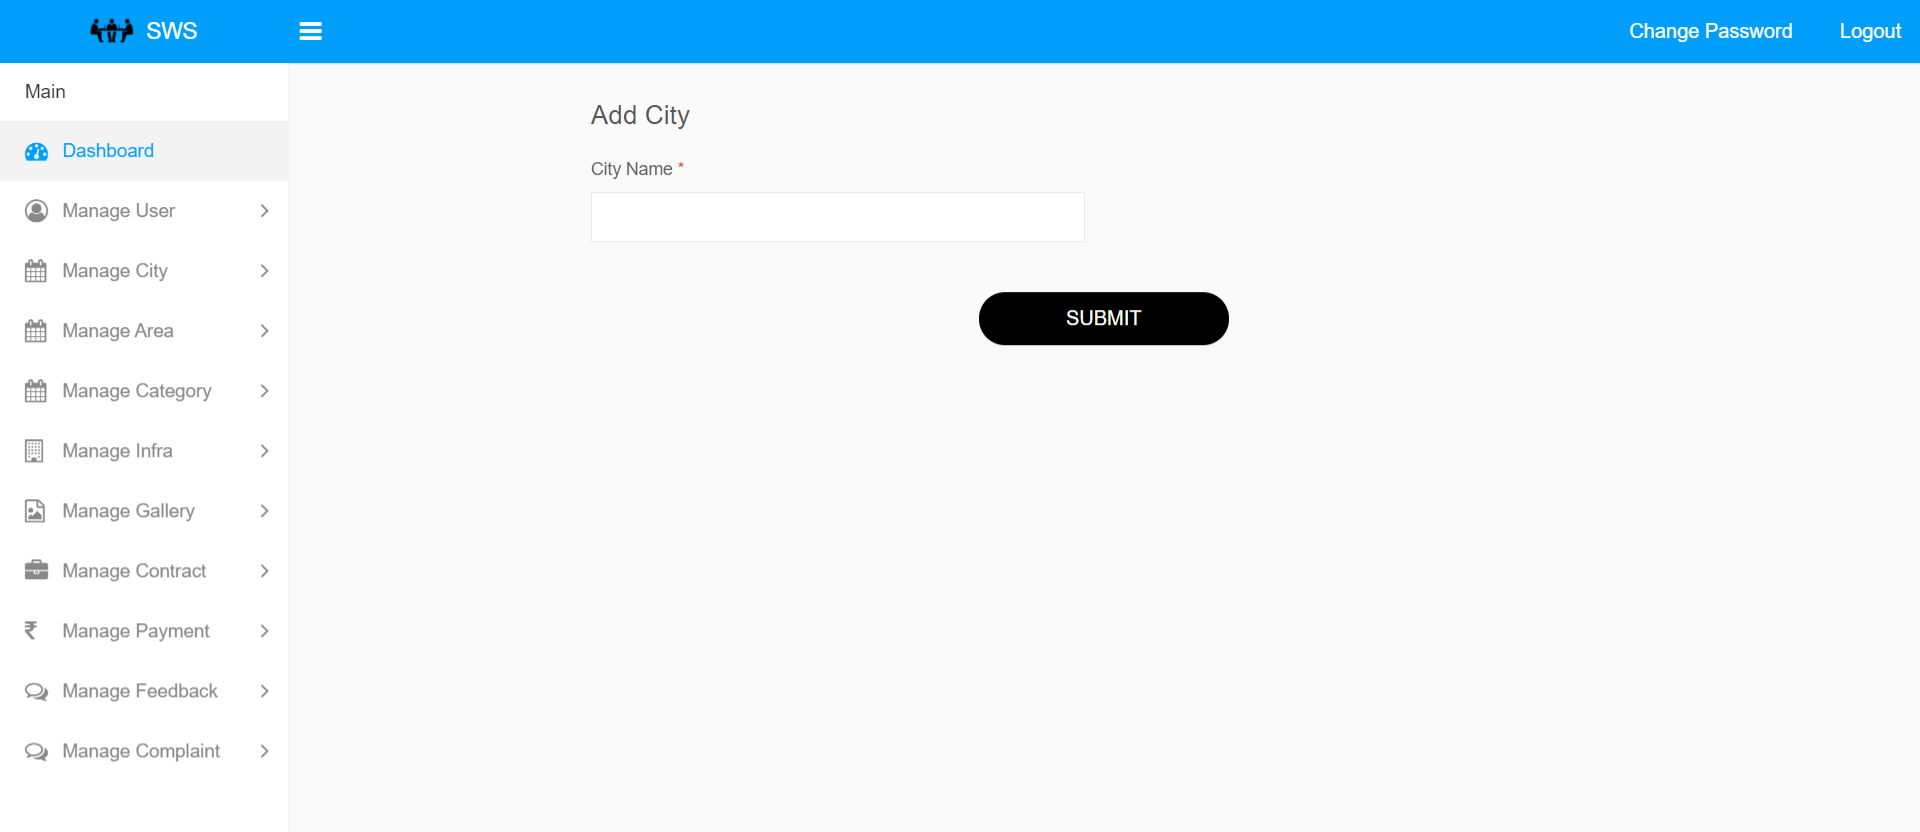 SWS
Change Password
Logout
Main
Dashboard
Manage User
Manage City
Manage Area
Manage Category
Manage Infra
Manage Gallery
Manage Contract
₹ Manage Payment
Manage Feedback
Manage Complaint
Add City
City Name *
SUBMIT